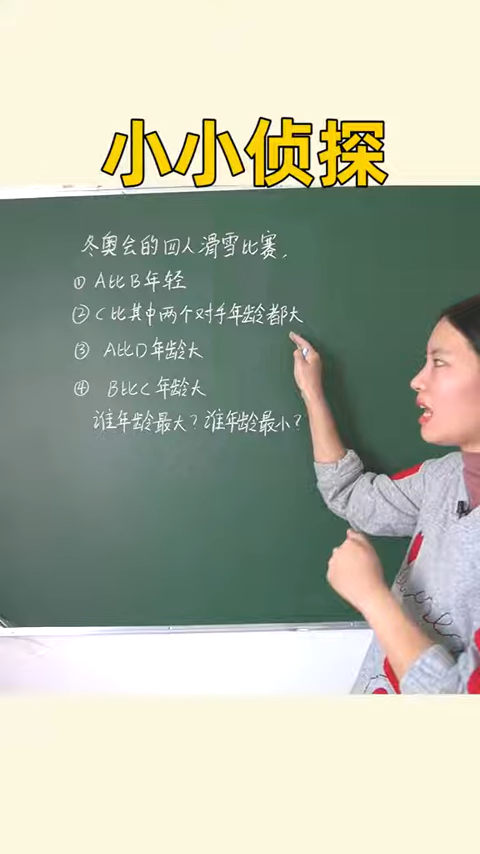 小小侦探
冬奥会的四人滑雪比赛,
① A比B年轻
② C比其中两个对手年龄都大
③ A比D年龄大
④ B比C年龄大
谁年龄最大?谁年龄最小?